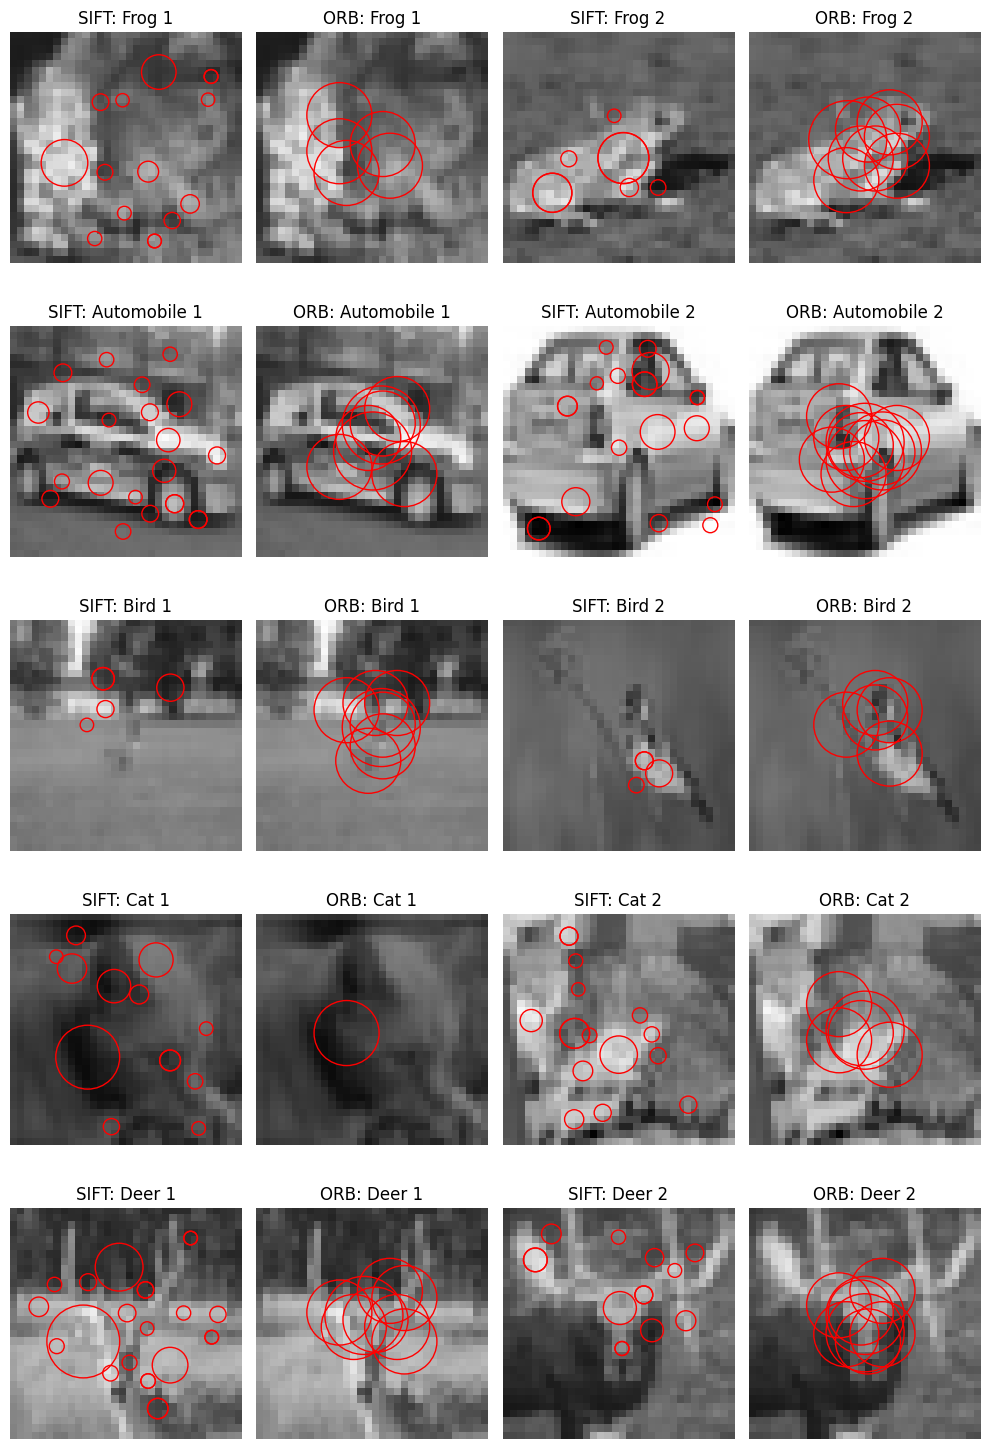 SIFT: Frog 1
ORB: Frog 1
SIFT: Frog 2
ORB: Frog 2
SIFT: Automobile 1
ORB: Automobile 1
SIFT: Automobile 2
ORB: Automobile 2
SIFT: Bird 1
ORB: Bird 1
SIFT: Bird 2
ORB: Bird 2
SIFT: Cat 1
ORB: Cat 1
SIFT: Cat 2
ORB: Cat 2
SIFT: Deer 1
ORB: Deer 1
SIFT: Deer 2
ORB: Deer 2